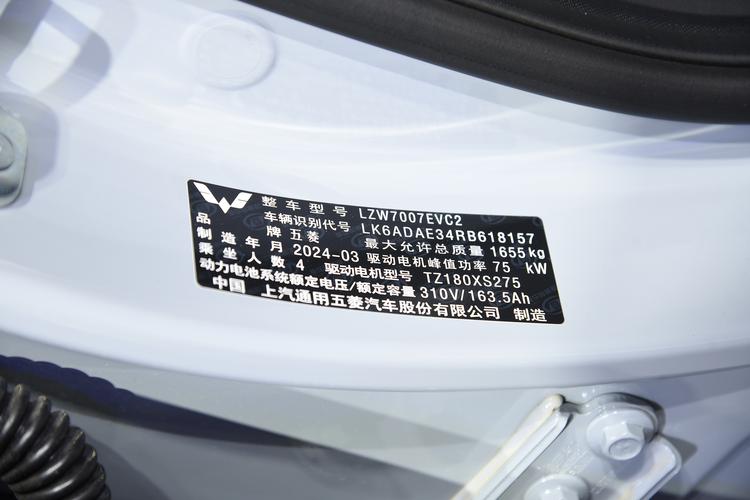 整车型号 LZW7007EVC2
车辆识别代号 LK6ADAE34RB618157
品牌 五菱 最大允许总质量 1655kg
制造年月 2024-03 驱动电机峰值功率 75 kW
乘坐人数 4 驱动电机型号 TZ180XS275
动力电池系统额定电压/额定容量 310V/163.5Ah
中国 上汽通用五菱汽车股份有限公司 制造